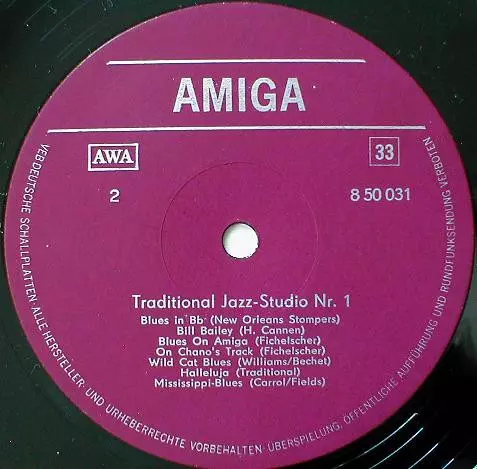 AMIGA
AWA
33
2
8 50 031
Traditional Jazz-Studio Nr. 1
Blues in Bb (New Orleans Stompers)
Bill Bailey (H. Cannen)
Blues On Amiga (Fichelscher)
On Chano's Track (Fichelscher)
Wild Cat Blues (Williams/Bechet)
Halleluja (Traditional)
Mississippi-Blues (Carrol/Fields)
VEB DEUTSCHE SCHALLPLATTEN · ALLE HERSTELLER- UND URHEBERRECHTE VORBEHALTEN · ÜBERSPIELUNG, ÖFFENTLICHE AUFFÜHRUNG UND RUNDFUNKSENDUNG VERBOTEN